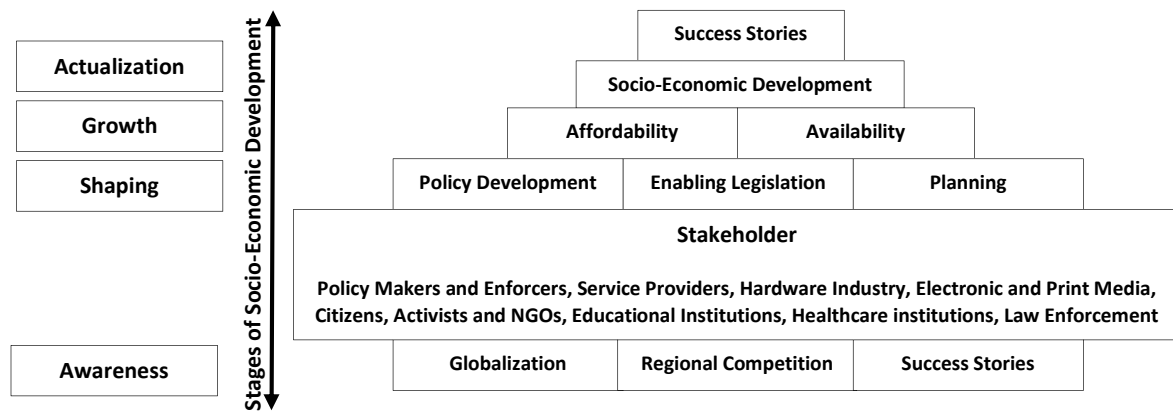 Success Stories
Actualization
Socio-Economic Development
Growth
Affordability
Availability
Shaping
Policy Development
Enabling Legislation
Planning
Stages of Socio-Economic Development
Stakeholder
Policy Makers and Enforcers, Service Providers, Hardware Industry, Electronic and Print Media,
Citizens, Activists and NGOs, Educational Institutions, Healthcare institutions, Law Enforcement
Awareness
Globalization
Regional Competition
Success Stories